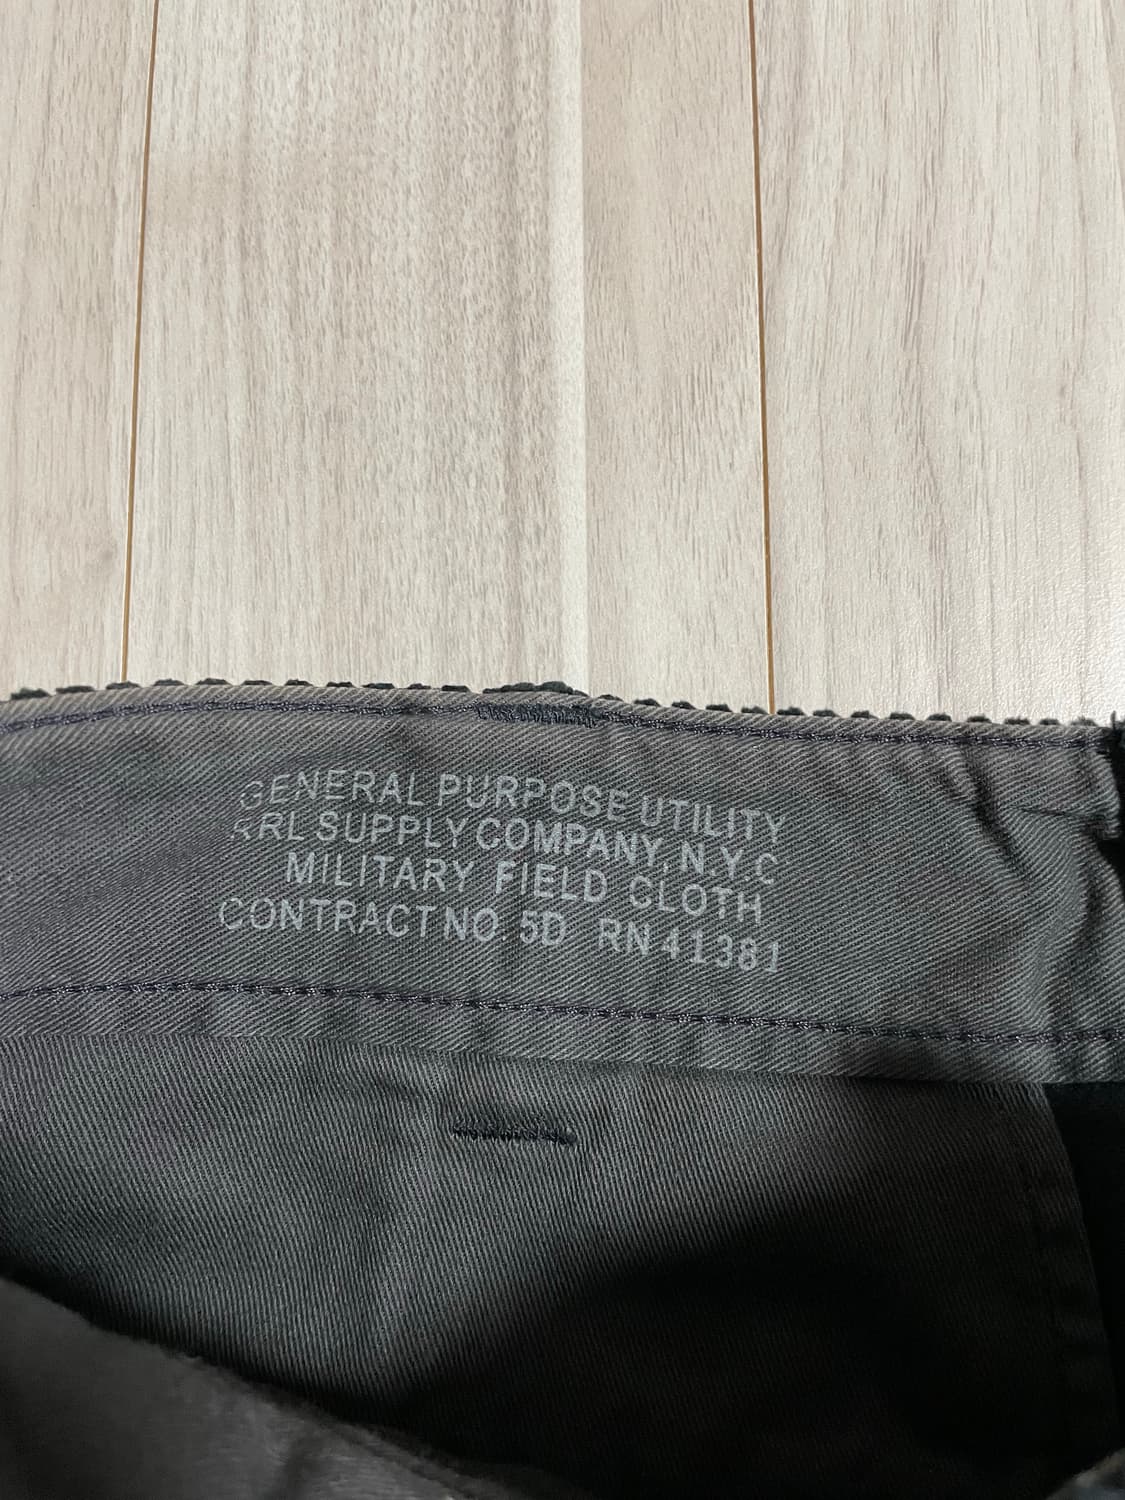 GENERAL PURPOSE UTILITY
RRL SUPPLY COMPANY, N.Y.C
MILITARY FIELD CLOTH
CONTRACT NO. 5D RN 41381